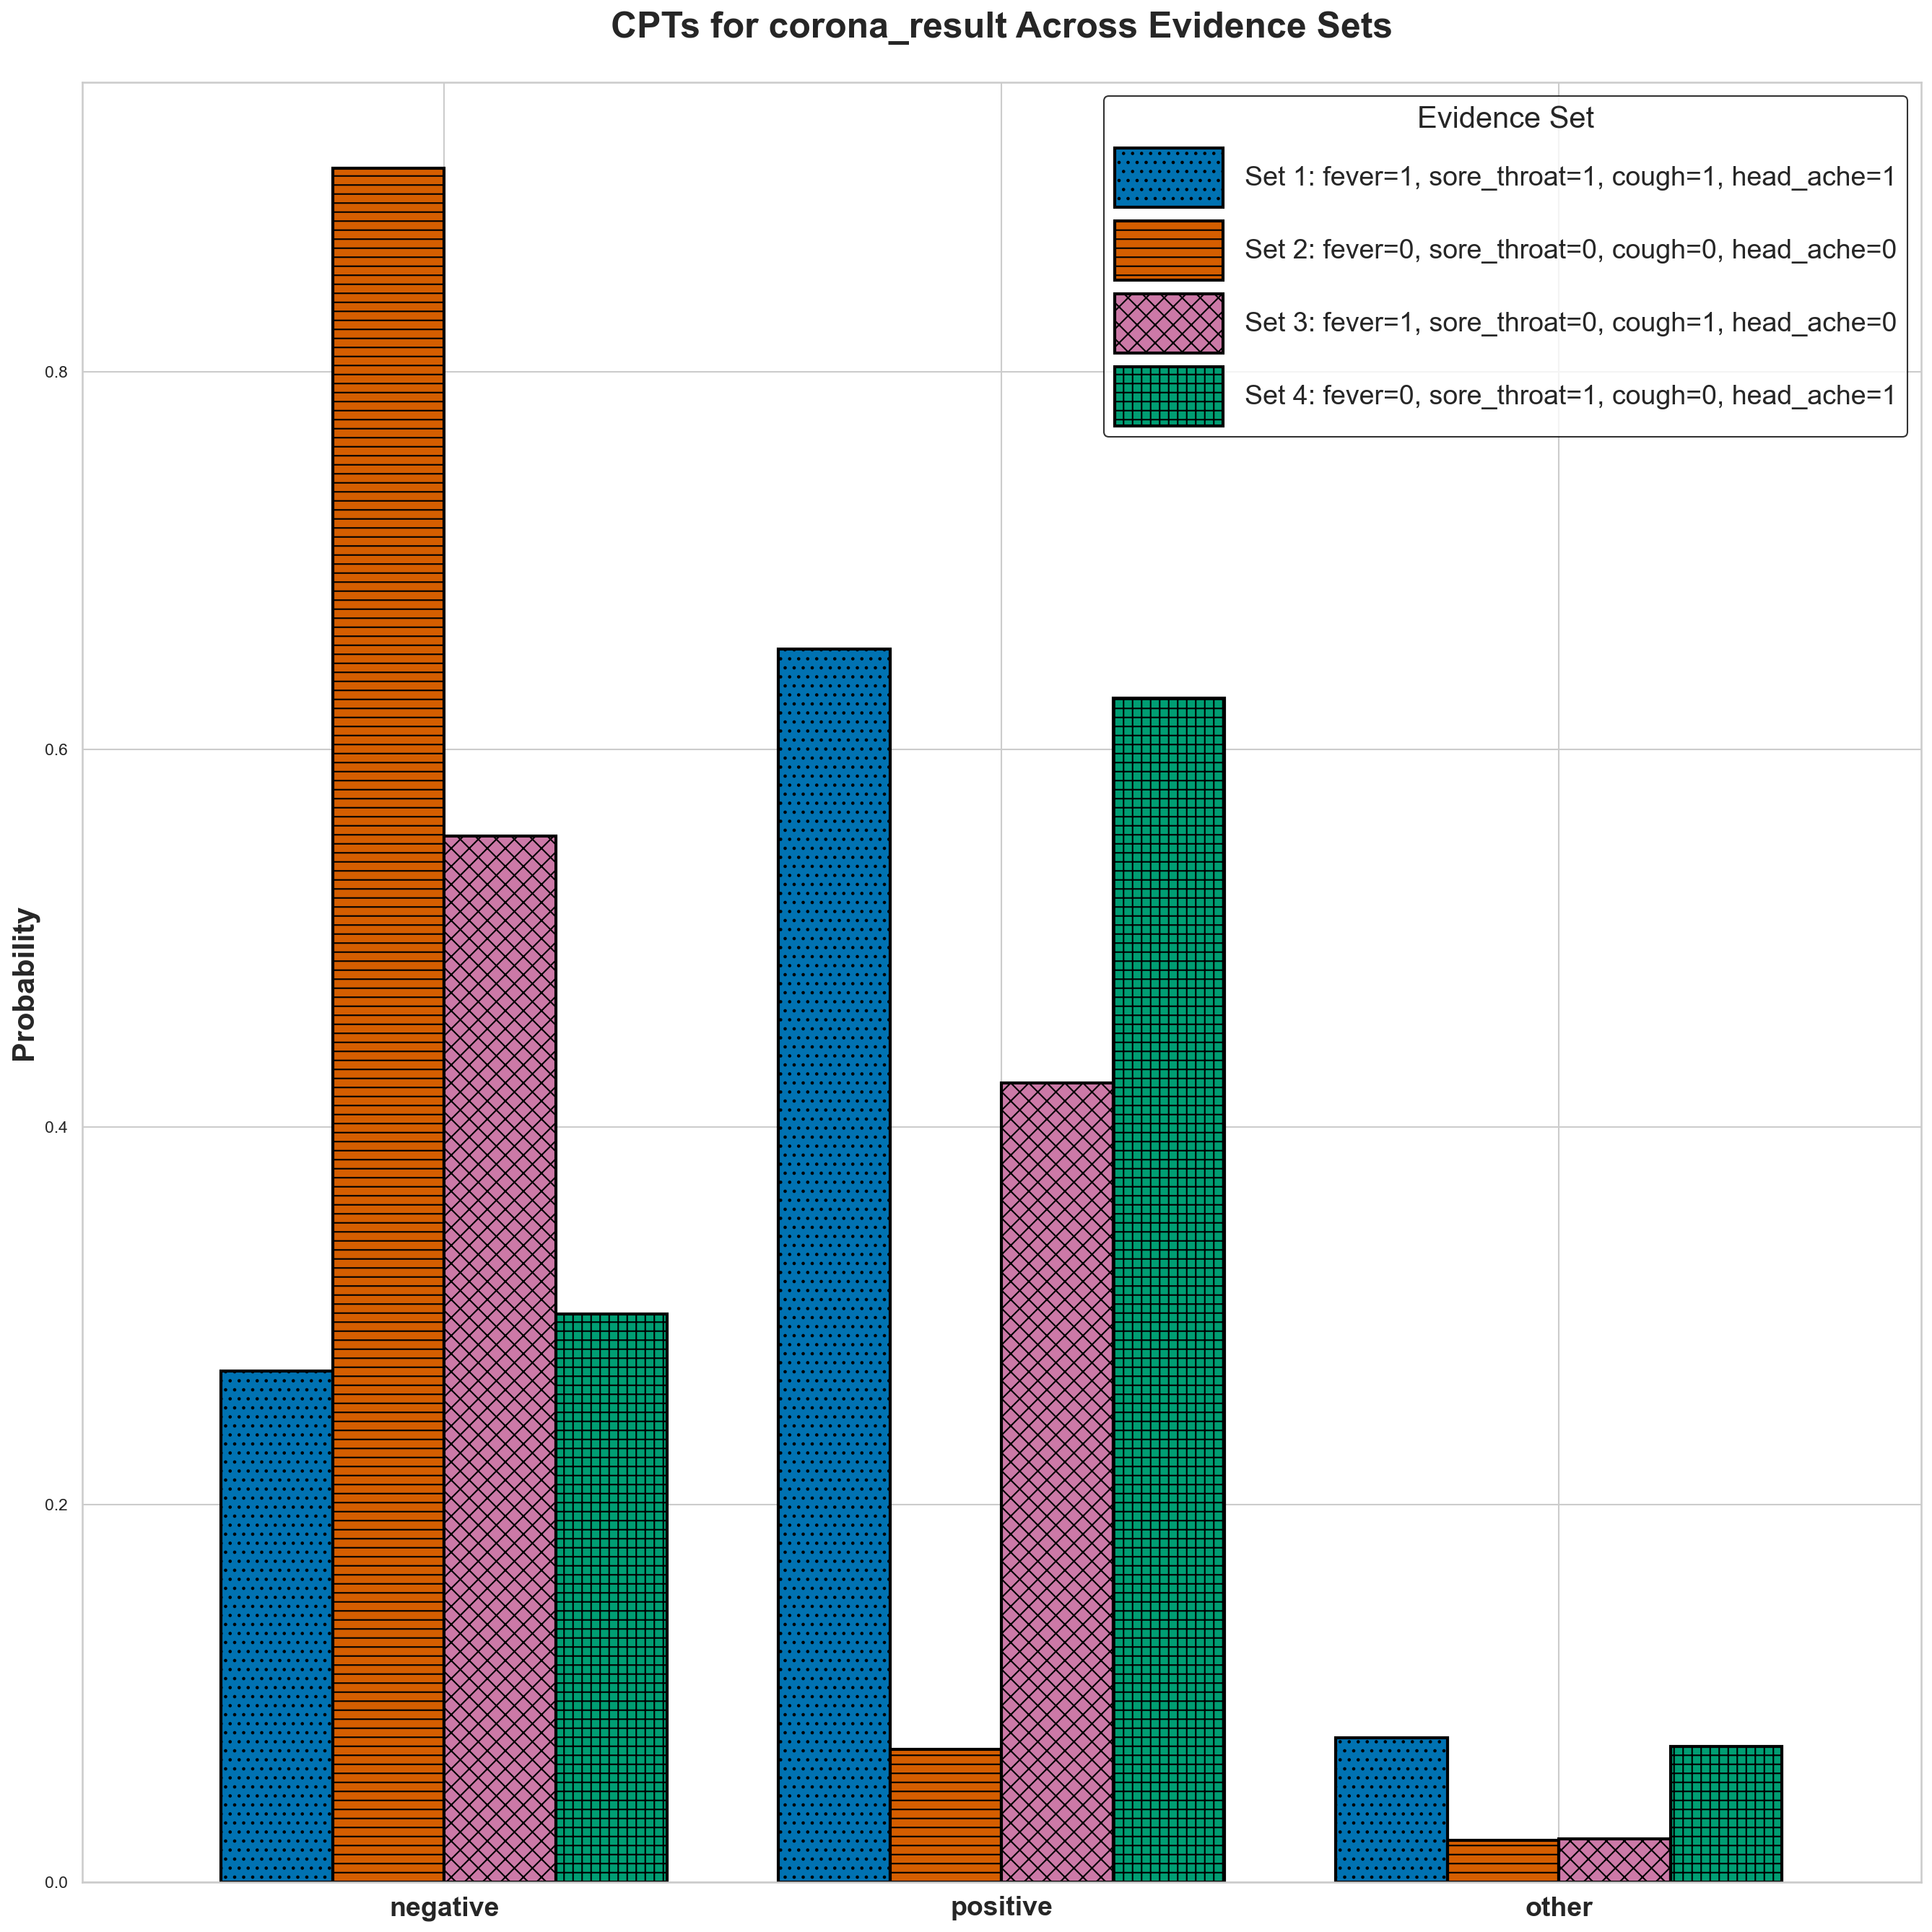 CPTs for corona_result Across Evidence Sets
Evidence Set
Set 1: fever=1, sore_throat=1, cough=1, head_ache=1
Set 2: fever=0, sore_throat=0, cough=0, head_ache=0
Set 3: fever=1, sore_throat=0, cough=1, head_ache=0
Set 4: fever=0, sore_throat=1, cough=0, head_ache=1
Probability
0.8
0.6
0.4
0.2
0.0
negative
positive
other